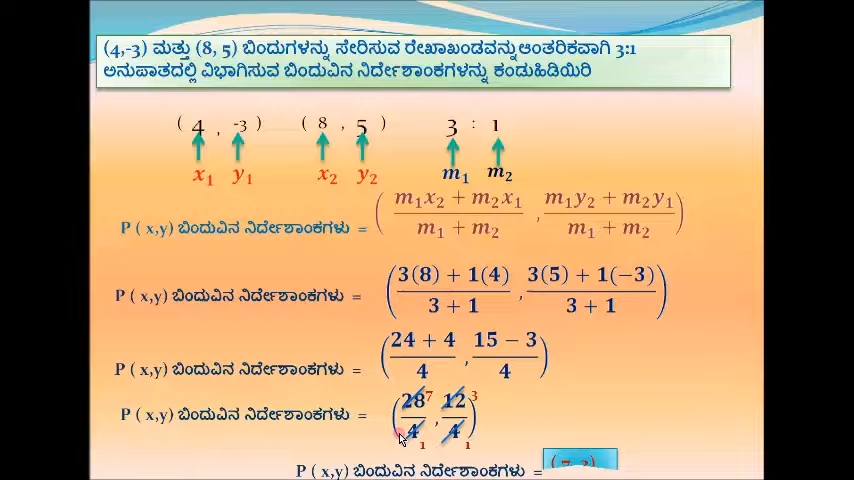 (4,-3) ಮತ್ತು (8, 5) ಬಿಂದುಗಳನ್ನು ಸೇರಿಸುವ ರೇಖಾಖಂಡವನ್ನು ಆಂತರಿಕವಾಗಿ 3:1
ಅನುಪಾತದಲ್ಲಿ ವಿಭಾಗಿಸುವ ಬಿಂದುವಿನ ನಿರ್ದೇಶಾಂಕಗಳನ್ನು ಕಂಡುಹಿಡಿಯಿರಿ
( 4 , -3 ) ( 8 , 5 ) 3 : 1
x₁ y₁ x₂ y₂ m₁ m₂
P ( x,y) ಬಿಂದುವಿನ ನಿರ್ದೇಶಾಂಕಗಳು = ( (m₁x₂ + m₂x₁)/(m₁ + m₂) , (m₁y₂ + m₂y₁)/(m₁ + m₂) )
P ( x,y) ಬಿಂದುವಿನ ನಿರ್ದೇಶಾಂಕಗಳು = ( (3(8) + 1(4))/(3 + 1) , (3(5) + 1(−3))/(3 + 1) )
P ( x,y) ಬಿಂದುವಿನ ನಿರ್ದೇಶಾಂಕಗಳು = ( (24 + 4)/4 , (15 − 3)/4 )
P ( x,y) ಬಿಂದುವಿನ ನಿರ್ದೇಶಾಂಕಗಳು = ( 28/4 7 1 , 12/4 3 1 )
P ( x,y) ಬಿಂದುವಿನ ನಿರ್ದೇಶಾಂಕಗಳು = (7,3)